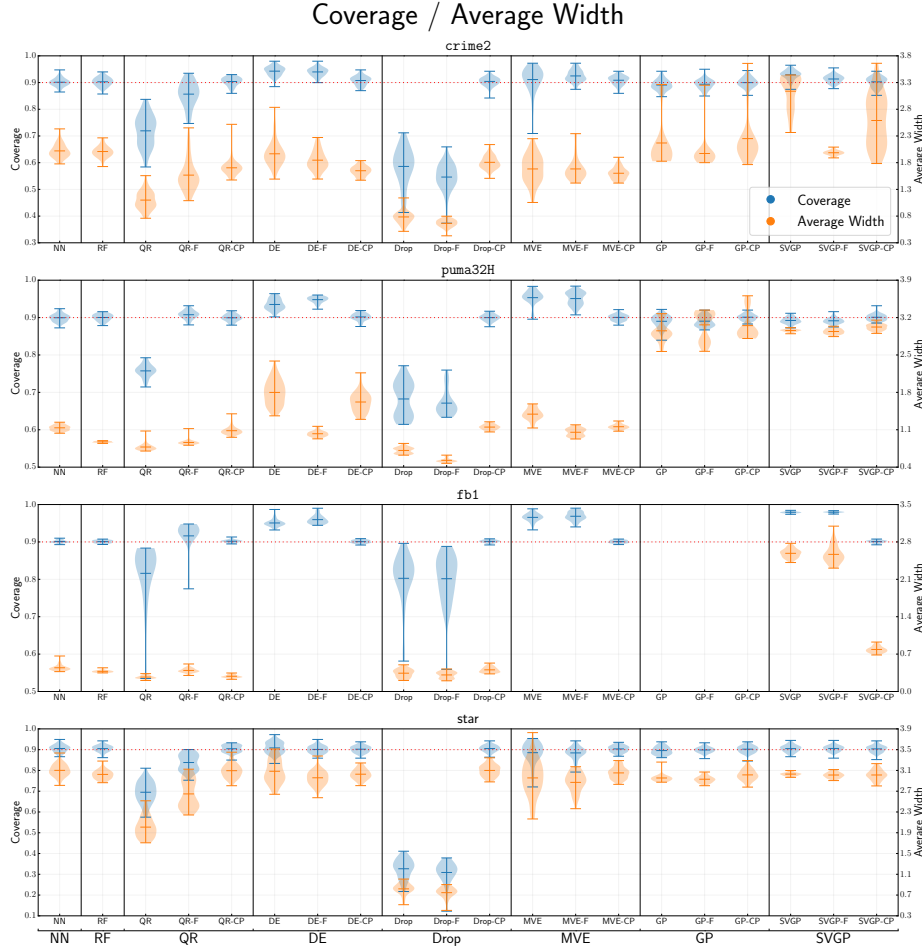 Coverage / Average Width
crime2
1.0 0.9 0.8 0.7 0.6 0.5 0.4 0.3
Coverage
3.8 3.3 2.8 2.3 1.8 1.3 0.8 0.3
Average Width
Coverage
Average Width
NN RF QR QR-F QR-CP DE DE-F DE-CP Drop Drop-F Drop-CP MVE MVE-F MVE-CP GP GP-F GP-CP SVGP SVGP-F SVGP-CP
puma32H
1.0 0.9 0.8 0.7 0.6 0.5
Coverage
3.9 3.2 2.5 1.8 1.1 0.4
Average Width
NN RF QR QR-F QR-CP DE DE-F DE-CP Drop Drop-F Drop-CP MVE MVE-F MVE-CP GP GP-F GP-CP SVGP SVGP-F SVGP-CP
fb1
1.0 0.9 0.8 0.7 0.6 0.5
Coverage
3.5 2.8 2.1 1.4 0.7 0.0
Average Width
NN RF QR QR-F QR-CP DE DE-F DE-CP Drop Drop-F Drop-CP MVE MVE-F MVE-CP GP GP-F GP-CP SVGP SVGP-F SVGP-CP
star
1.0 0.9 0.8 0.7 0.6 0.5 0.4 0.3 0.2 0.1
Coverage
3.9 3.5 3.1 2.7 2.3 1.9 1.5 1.1 0.7 0.3
Average Width
NN RF QR QR-F QR-CP DE DE-F DE-CP Drop Drop-F Drop-CP MVE MVE-F MVE-CP GP GP-F GP-CP SVGP SVGP-F SVGP-CP
NN RF QR DE Drop MVE GP SVGP